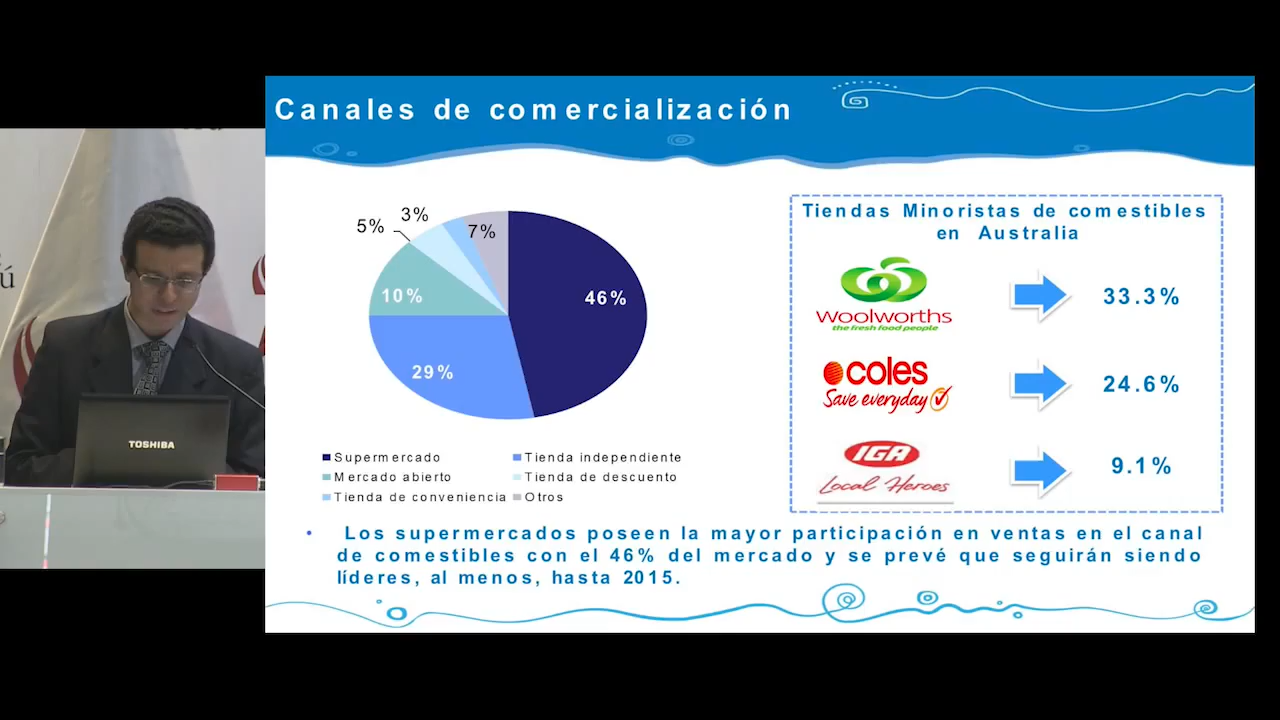 Canales de comercialización
5%
3%
7%
10%
46%
29%
Supermercado
Tienda independiente
Mercado abierto
Tienda de descuento
Tienda de conveniencia
Otros
Tiendas Minoristas de comestibles
en Australia
woolworths
the fresh food people
33.3%
coles
Save everyday
24.6%
IGA
Local Heroes
9.1%
• Los supermercados poseen la mayor participación en ventas en el canal
de comestibles con el 46% del mercado y se prevé que seguirán siendo
líderes, al menos, hasta 2015.
TOSHIBA
ú